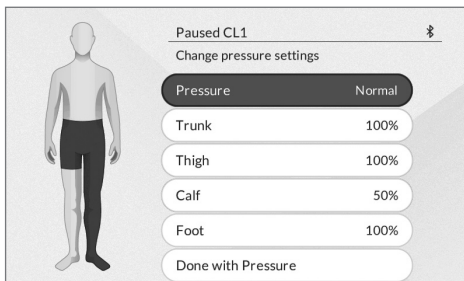 Paused CL1
Change pressure settings
Pressure Normal
Trunk 100%
Thigh 100%
Calf 50%
Foot 100%
Done with Pressure